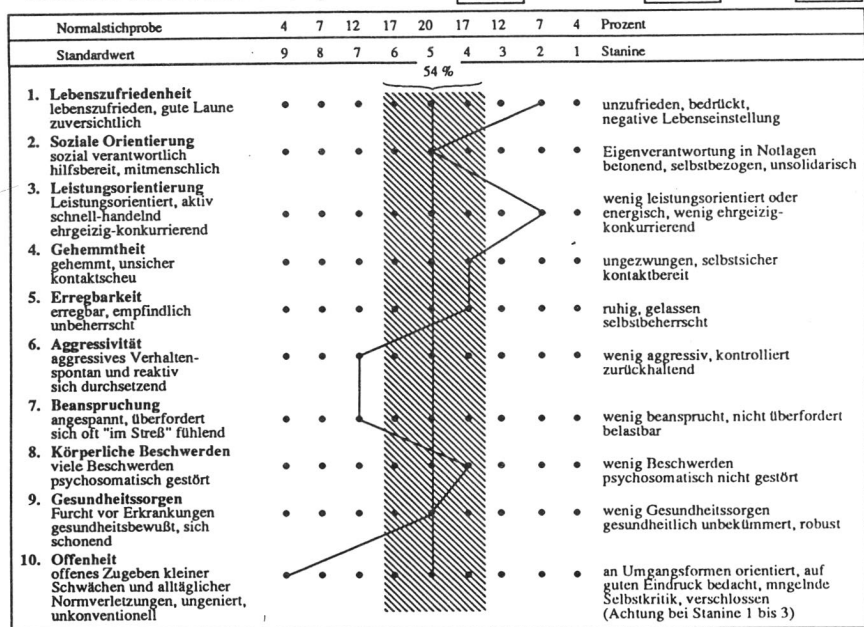 Normalstichprobe 4 7 12 17 20 17 12 7 4 Prozent
Standardwert 9 8 7 6 5 4 3 2 1 Stanine
54 %
1. Lebenszufriedenheit
lebenszufrieden, gute Laune
zuversichtlich
unzufrieden, bedrückt,
negative Lebenseinstellung
2. Soziale Orientierung
sozial verantwortlich
hilfsbereit, mitmenschlich
Eigenverantwortung in Notlagen
betonend, selbstbezogen, unsolidarisch
3. Leistungsorientierung
Leistungsorientiert, aktiv
schnell-handelnd
ehrgeizig-konkurrierend
wenig leistungsorientiert oder
energisch, wenig ehrgeizig-
konkurrierend
4. Gehemmtheit
gehemmt, unsicher
kontaktscheu
ungezwungen, selbstsicher
kontaktbereit
5. Erregbarkeit
erregbar, empfindlich
unbeherrscht
ruhig, gelassen
selbstbeherrscht
6. Aggressivität
aggressives Verhalten-
spontan und reaktiv
sich durchsetzend
wenig aggressiv, kontrolliert
zurückhaltend
7. Beanspruchung
angespannt, überfordert
sich oft "im Streß" fühlend
wenig beansprucht, nicht überfordert
belastbar
8. Körperliche Beschwerden
viele Beschwerden
psychosomatisch gestört
wenig Beschwerden
psychosomatisch nicht gestört
9. Gesundheitssorgen
Furcht vor Erkrankungen
gesundheitsbewußt, sich
schonend
wenig Gesundheitssorgen
gesundheitlich unbekümmert, robust
10. Offenheit
offenes Zugeben kleiner
Schwächen und alltäglicher
Normverletzungen, ungeniert,
unkonventionell
an Umgangsformen orientiert, auf
guten Eindruck bedacht, mngelnde
Selbstkritik, verschlossen
(Achtung bei Stanine 1 bis 3)